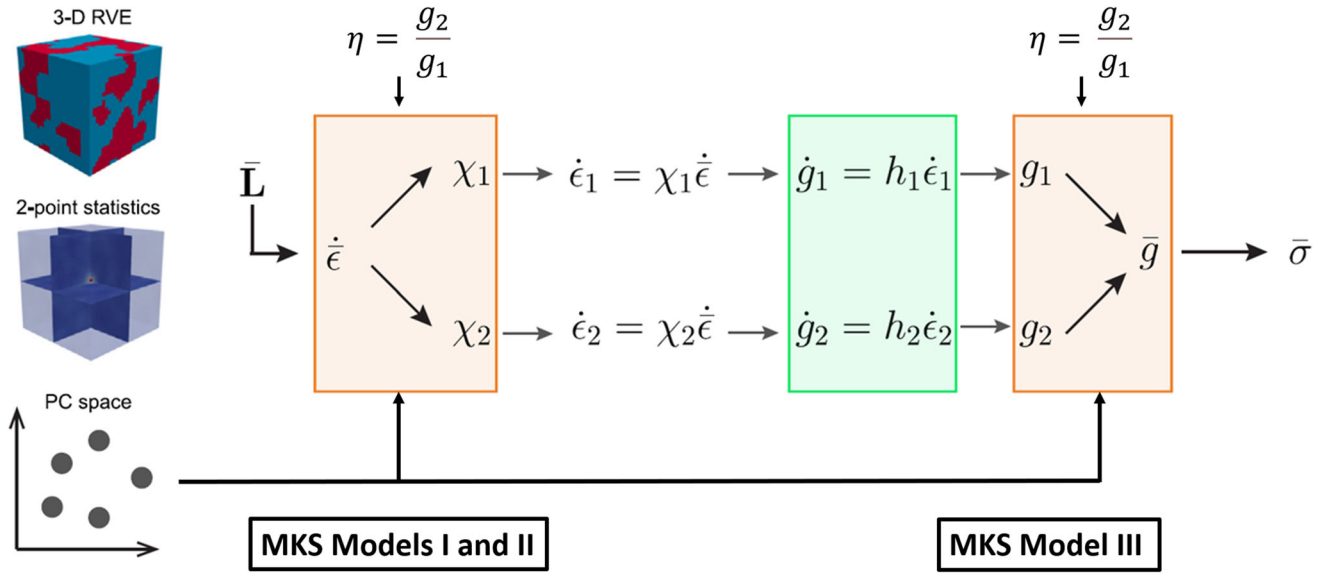 3-D RVE
η = g₂/g₁
η = g₂/g₁
2-point statistics
L̄
ε̄̇
χ₁
ϵ̇₁ = χ₁ϵ̄̇
ġ₁ = h₁ϵ̇₁
g₁
χ₂
ϵ̇₂ = χ₂ϵ̄̇
ġ₂ = h₂ϵ̇₂
g₂
ḡ
σ̄
PC space
MKS Models I and II
MKS Model III